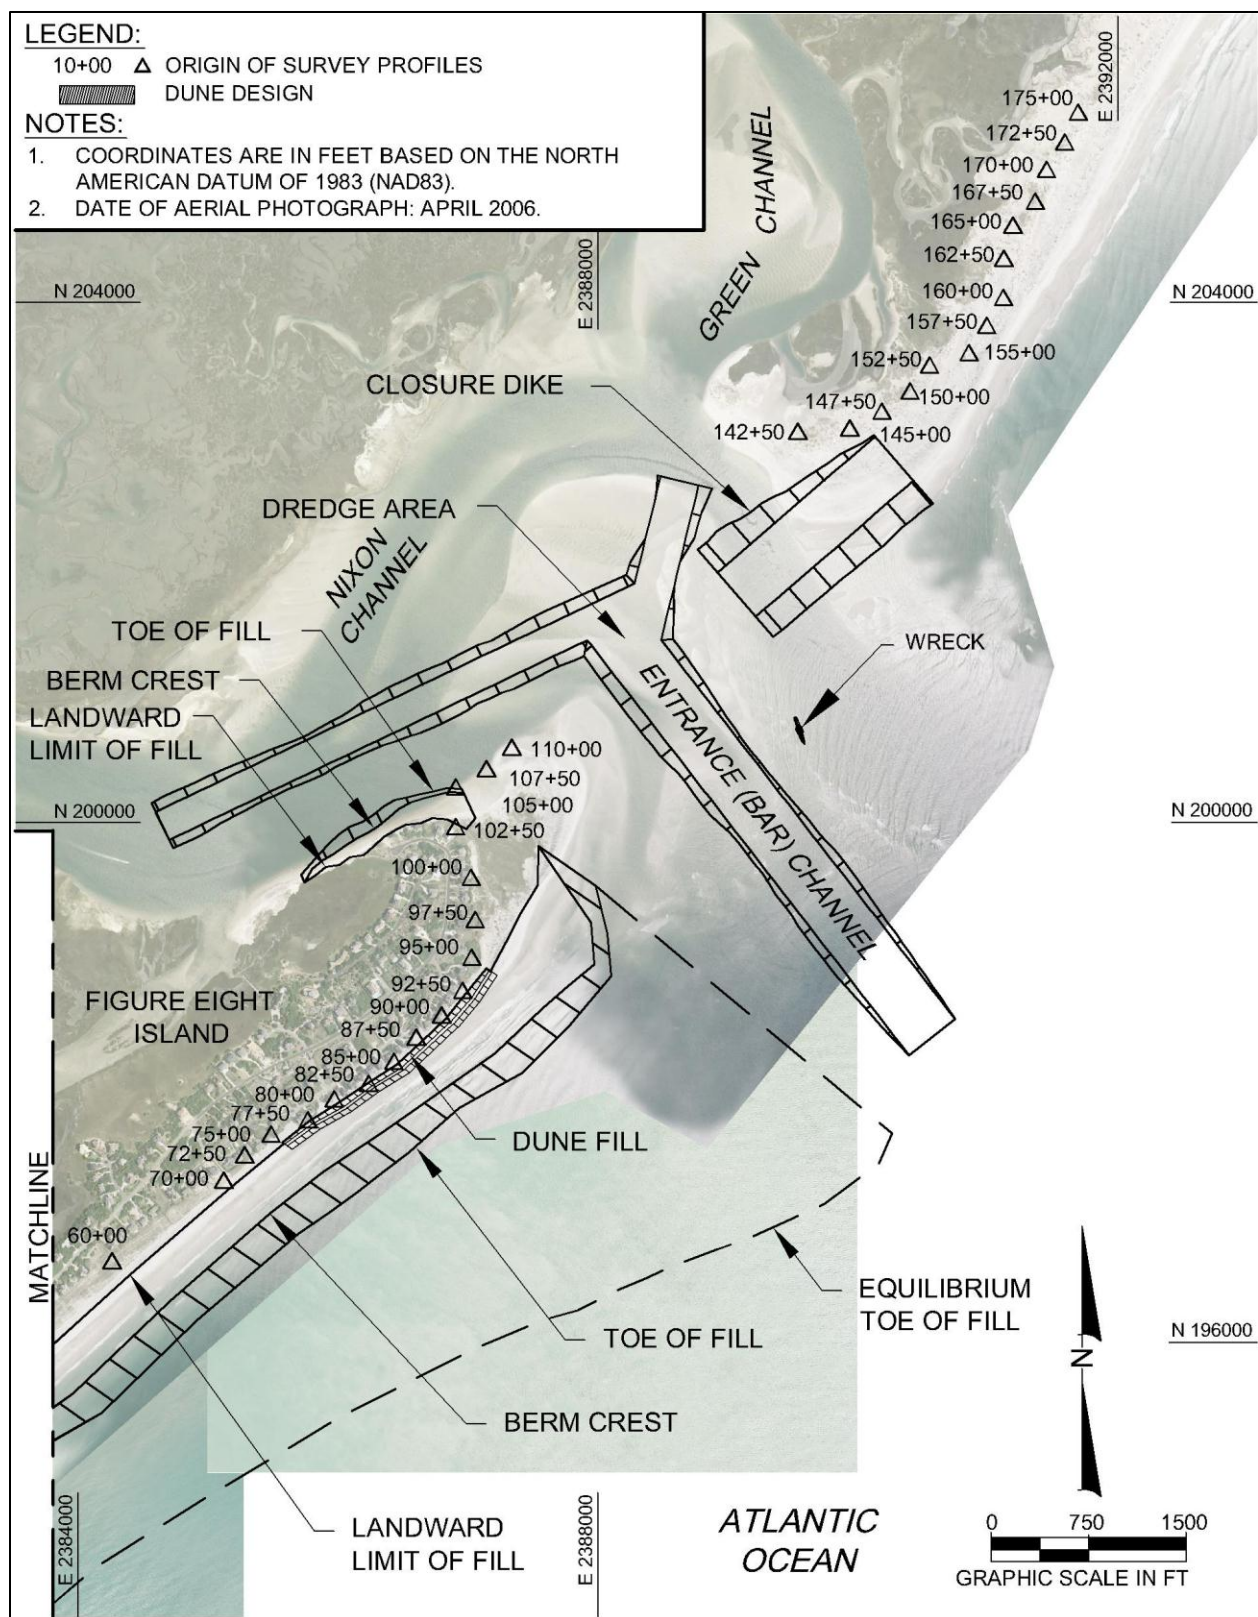 LEGEND:
10+00 △ ORIGIN OF SURVEY PROFILES
DUNE DESIGN
NOTES:
1. COORDINATES ARE IN FEET BASED ON THE NORTH
AMERICAN DATUM OF 1983 (NAD83).
2. DATE OF AERIAL PHOTOGRAPH: APRIL 2006.
E 2392000
175+00
172+50
170+00
167+50
165+00
162+50
160+00
157+50
155+00
152+50
150+00
147+50
145+00
142+50
GREEN CHANNEL
E 2388000
N 204000
N 204000
CLOSURE DIKE
DREDGE AREA
NIXON
CHANNEL
TOE OF FILL
BERM CREST
LANDWARD
LIMIT OF FILL
WRECK
ENTRANCE (BAR) CHANNEL
N 200000
N 200000
110+00
107+50
105+00
102+50
100+00
97+50
95+00
92+50
90+00
87+50
85+00
82+50
80+00
77+50
75+00
72+50
70+00
60+00
FIGURE EIGHT
ISLAND
MATCHLINE
DUNE FILL
EQUILIBRIUM
TOE OF FILL
TOE OF FILL
BERM CREST
LANDWARD
LIMIT OF FILL
N 196000
N
E 2384000
E 2388000
ATLANTIC
OCEAN
0 750 1500
GRAPHIC SCALE IN FT